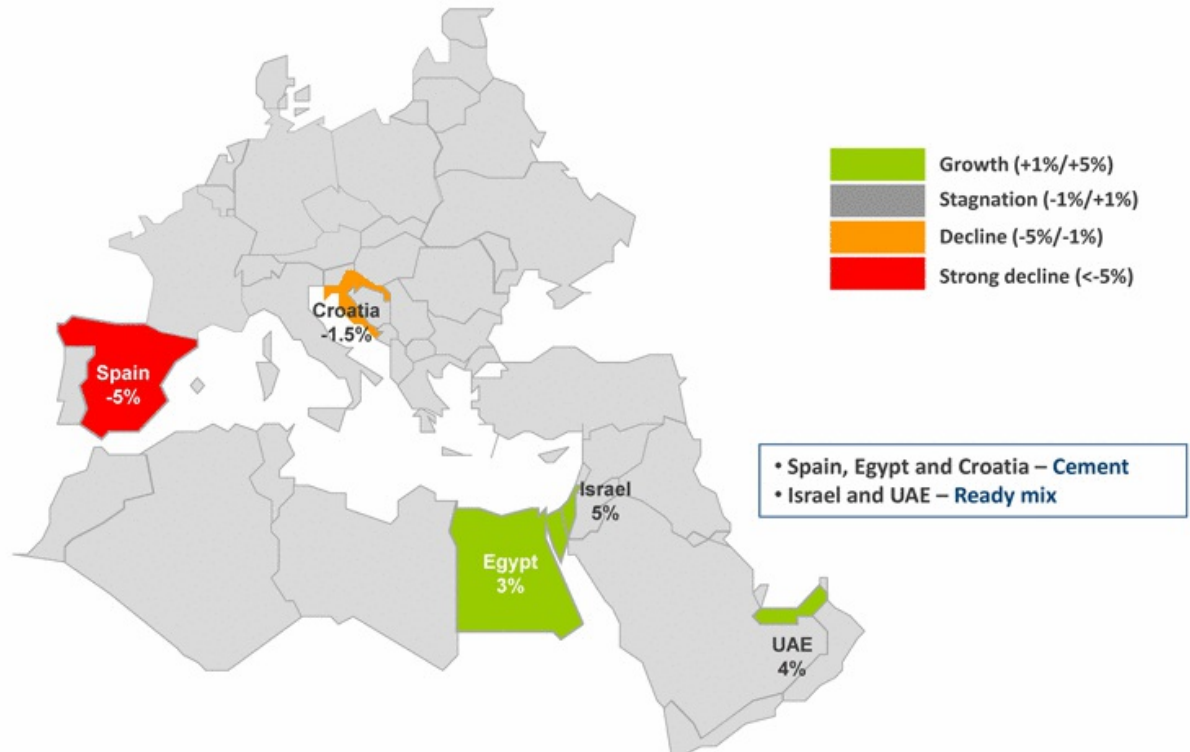 Growth (+1%/+5%)
Stagnation (-1%/+1%)
Decline (-5%/-1%)
Strong decline (<-5%)
Croatia
-1.5%
Spain
-5%
• Spain, Egypt and Croatia – Cement
• Israel and UAE – Ready mix
Israel
5%
Egypt
3%
UAE
4%